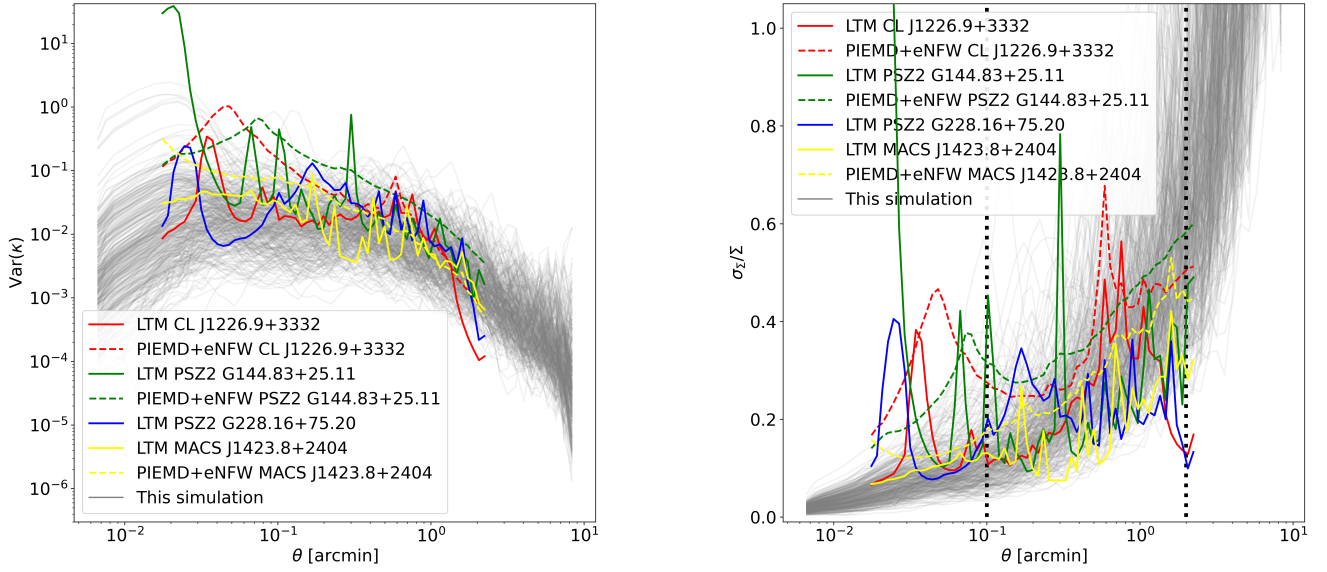 10¹
10⁰
10⁻¹
10⁻²
10⁻³
10⁻⁴
10⁻⁵
10⁻⁶
Var(κ)
LTM CL J1226.9+3332
PIEMD+eNFW CL J1226.9+3332
LTM PSZ2 G144.83+25.11
PIEMD+eNFW PSZ2 G144.83+25.11
LTM PSZ2 G228.16+75.20
LTM MACS J1423.8+2404
PIEMD+eNFW MACS J1423.8+2404
This simulation
10⁻² 10⁻¹ 10⁰ 10¹
θ [arcmin]
1.0
0.8
0.6
0.4
0.2
0.0
σ_Σ/Σ
LTM CL J1226.9+3332
PIEMD+eNFW CL J1226.9+3332
LTM PSZ2 G144.83+25.11
PIEMD+eNFW PSZ2 G144.83+25.11
LTM PSZ2 G228.16+75.20
LTM MACS J1423.8+2404
PIEMD+eNFW MACS J1423.8+2404
This simulation
10⁻² 10⁻¹ 10⁰ 10¹
θ [arcmin]